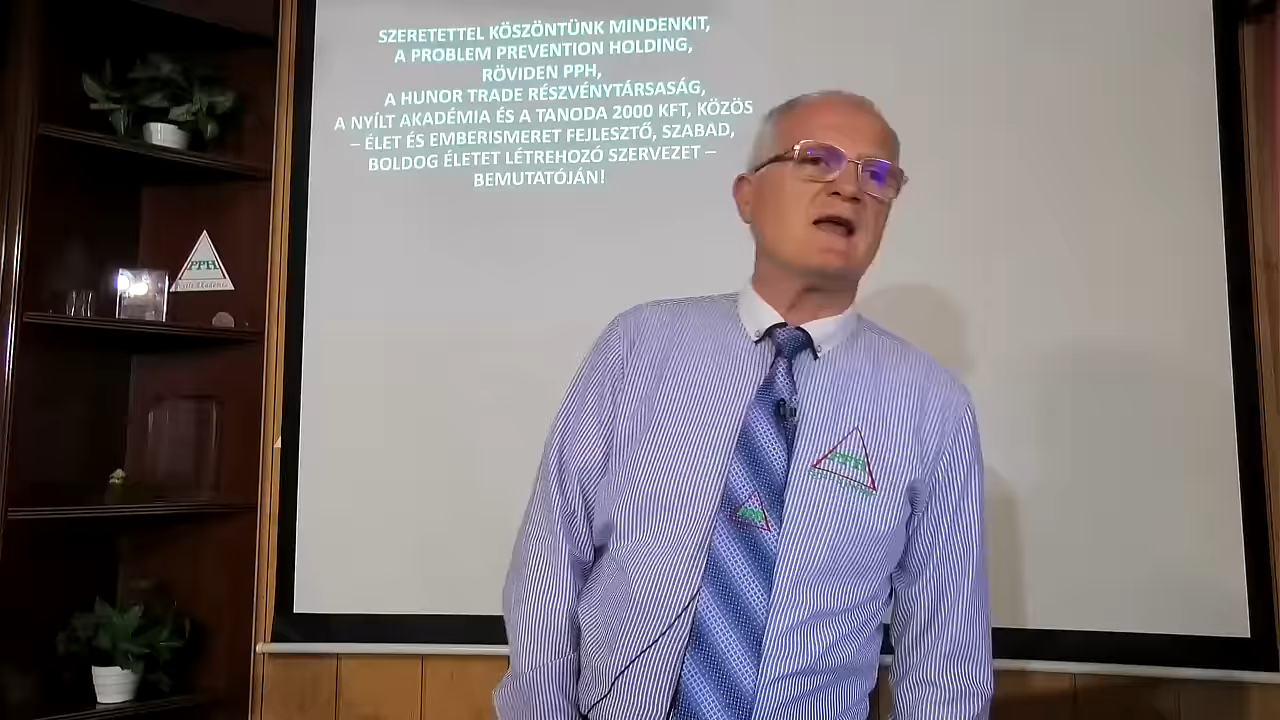 SZERETETTEL KÖSZÖNTÜNK MINDENKIT,
A PROBLEM PREVENTION HOLDING,
RÖVIDEN PPH,
A HUNOR TRADE RÉSZVÉNYTÁRSASÁG,
A NYÍLT AKADÉMIA ÉS A TANODA 2000 KFT, KÖZÖS
– ÉLET ÉS EMBERISMERET FEJLESZTŐ, SZABAD,
BOLDOG ÉLETET LÉTREHOZÓ SZERVEZET –
BEMUTATÓJÁN!
PPH
PPH